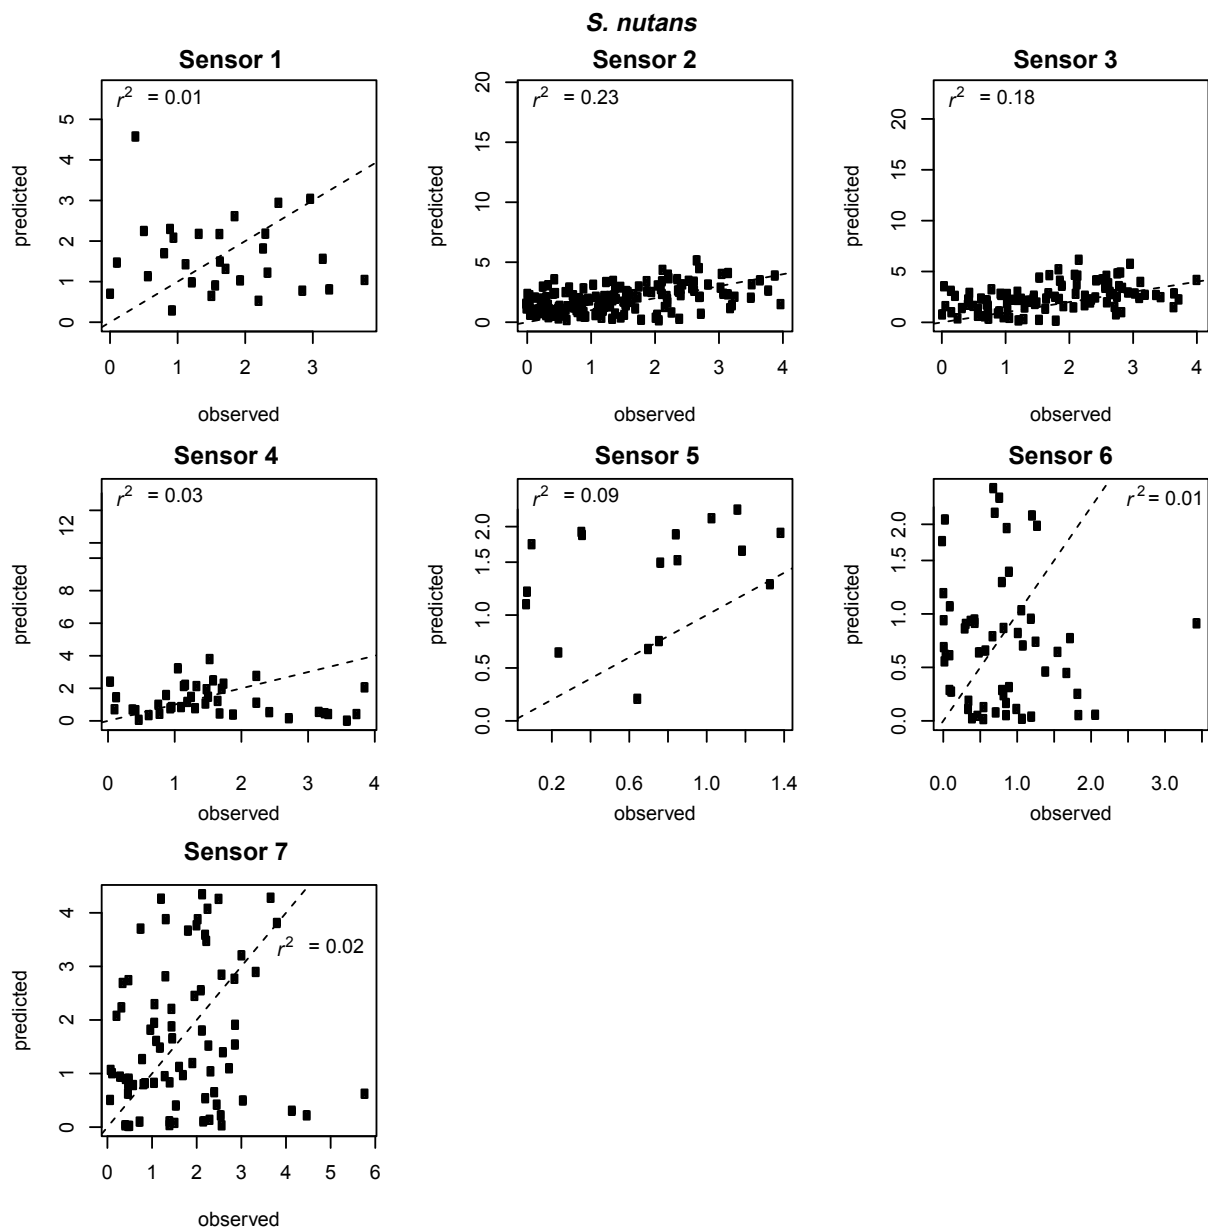 S. nutans
Sensor 1
r² = 0.01
predicted
0 1 2 3 4 5
0 1 2 3
observed
Sensor 2
r² = 0.23
predicted
0 5 10 15 20
0 1 2 3 4
observed
Sensor 3
r² = 0.18
predicted
0 5 10 15 20
0 1 2 3 4
observed
Sensor 4
r² = 0.03
predicted
0 2 4 6 8 12
0 1 2 3 4
observed
Sensor 5
r² = 0.09
predicted
0.0 0.5 1.0 1.5 2.0
0.2 0.6 1.0 1.4
observed
Sensor 6
r² = 0.01
predicted
0.0 0.5 1.0 1.5 2.0
0.0 1.0 2.0 3.0
observed
Sensor 7
r² = 0.02
predicted
0 1 2 3 4
0 1 2 3 4 5 6
observed